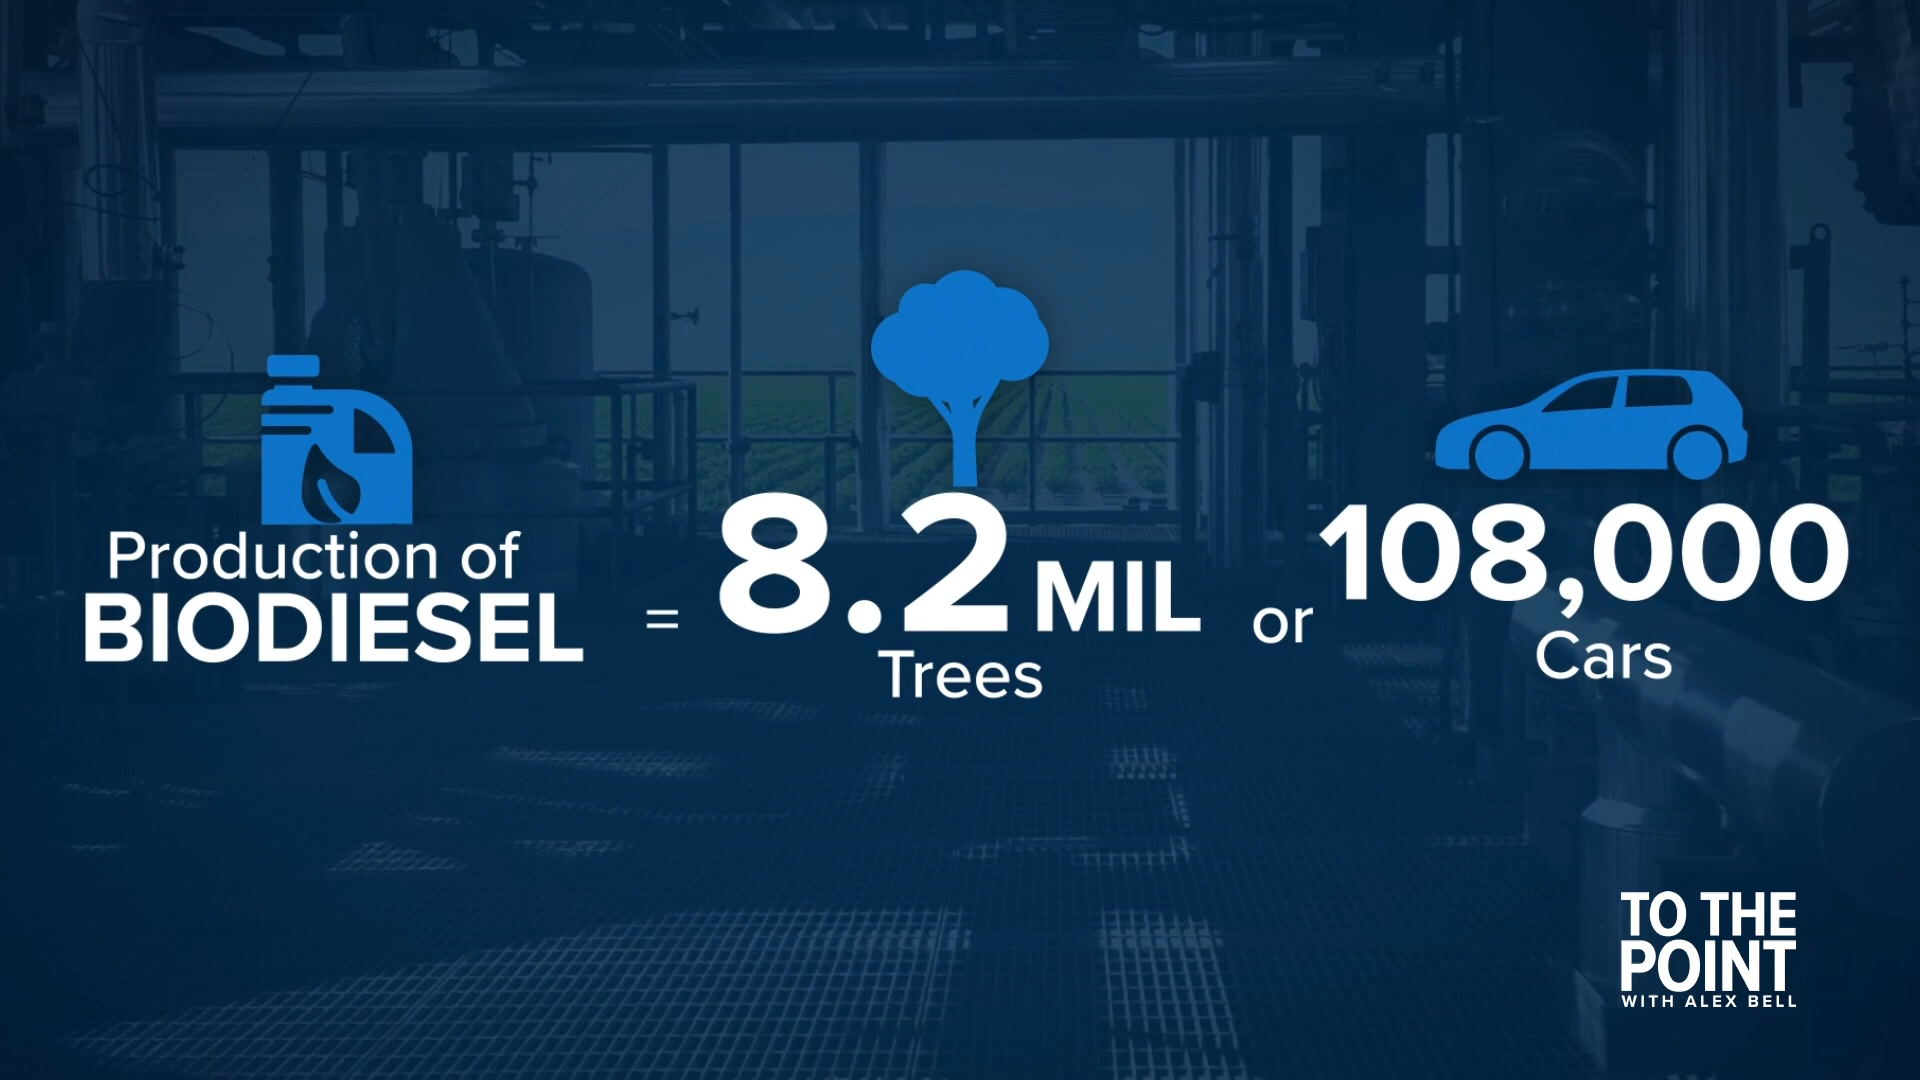 Production of
BIODIESEL
=
8.2 MIL
Trees
or
108,000
Cars
TO THE
POINT
WITH ALEX BELL